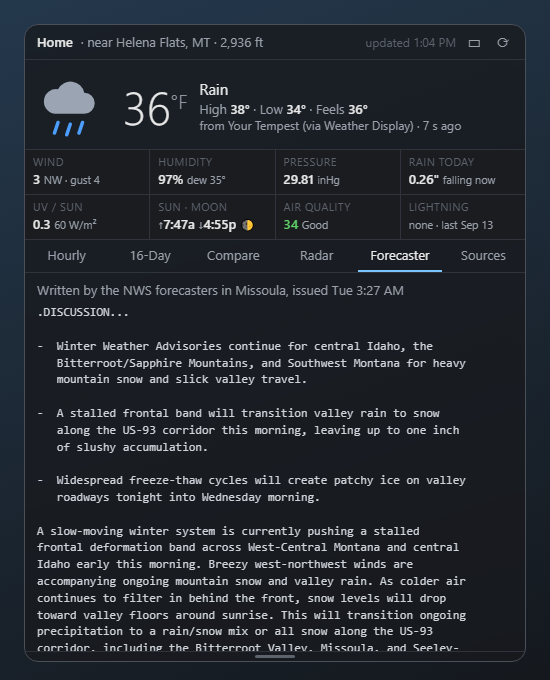 Home · near Helena Flats, MT · 2,936 ft
updated 1:04 PM
36°F
Rain
High 38° · Low 34° · Feels 36°
from Your Tempest (via Weather Display) · 7 s ago
WIND
3 NW · gust 4
HUMIDITY
97% dew 35°
PRESSURE
29.81 inHg
RAIN TODAY
0.26" falling now
UV / SUN
0.3 60 W/m²
SUN · MOON
↑7:47a ↓4:55p
AIR QUALITY
34 Good
LIGHTNING
none · last Sep 13
Hourly 16-Day Compare Radar Forecaster Sources
Written by the NWS forecasters in Missoula, issued Tue 3:27 AM
.DISCUSSION...
- Winter Weather Advisories continue for central Idaho, the
Bitterroot/Sapphire Mountains, and Southwest Montana for heavy
mountain snow and slick valley travel.
- A stalled frontal band will transition valley rain to snow
along the US-93 corridor this morning, leaving up to one inch
of slushy accumulation.
- Widespread freeze-thaw cycles will create patchy ice on valley
roadways tonight into Wednesday morning.
A slow-moving winter system is currently pushing a stalled
frontal deformation band across West-Central Montana and central
Idaho early this morning. Breezy west-northwest winds are
accompanying ongoing mountain snow and valley rain. As colder air
continues to filter in behind the front, snow levels will drop
toward valley floors around sunrise. This will transition ongoing
precipitation to a rain/snow mix or all snow along the US-93
corridor, including the Bitterroot Valley, Missoula, and Seeley-